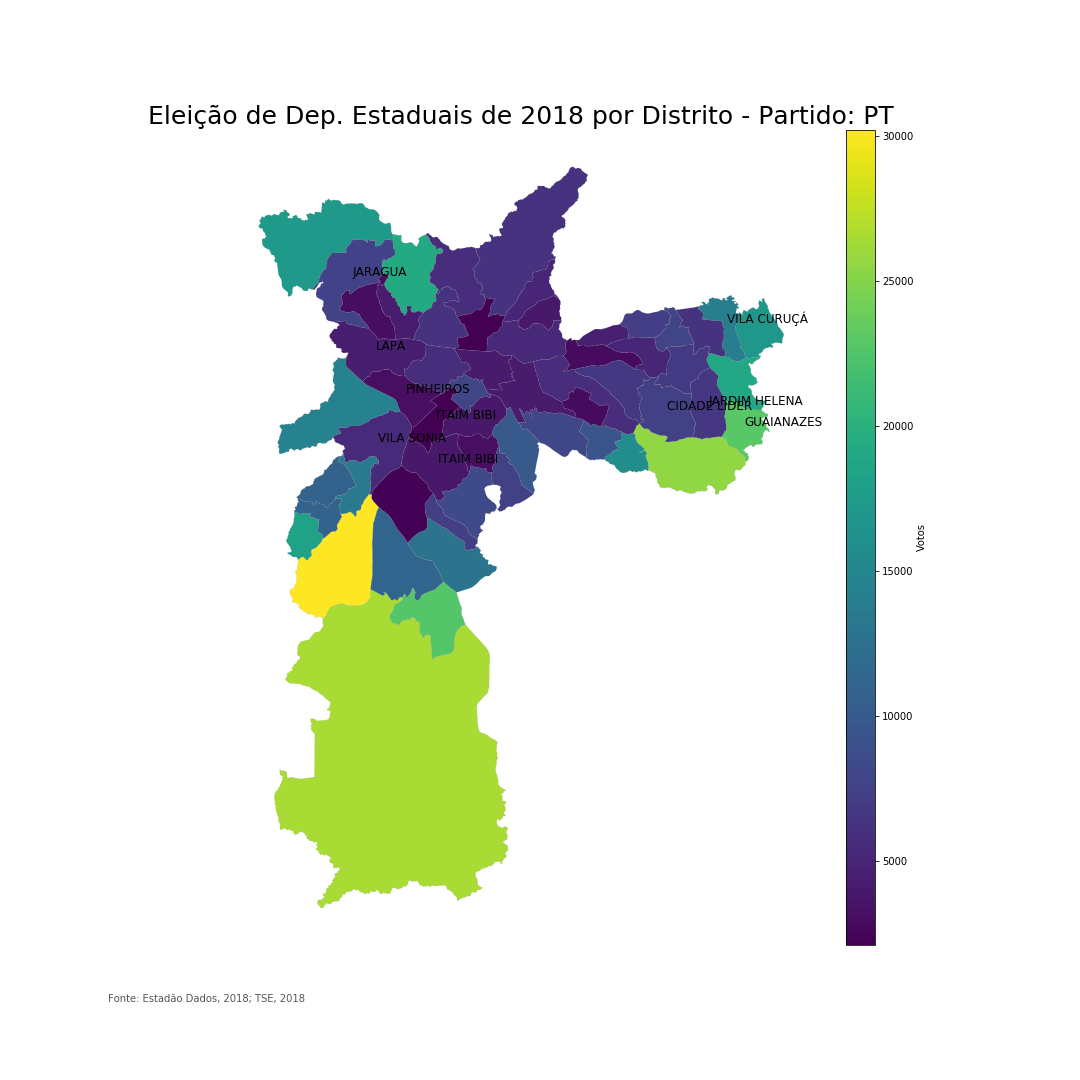 Eleição de Dep. Estaduais de 2018 por Distrito - Partido: PT
30000
25000
20000
15000
10000
5000
Votos
JARAGUA
VILA CURUÇÁ
LAPA
PINHEIROS
JARDIM HELENA
CIDADE LIDER
ITAIM BIBI
GUAIANAZES
VILA SONIA
ITAIM BIBI
Fonte: Estadão Dados, 2018; TSE, 2018